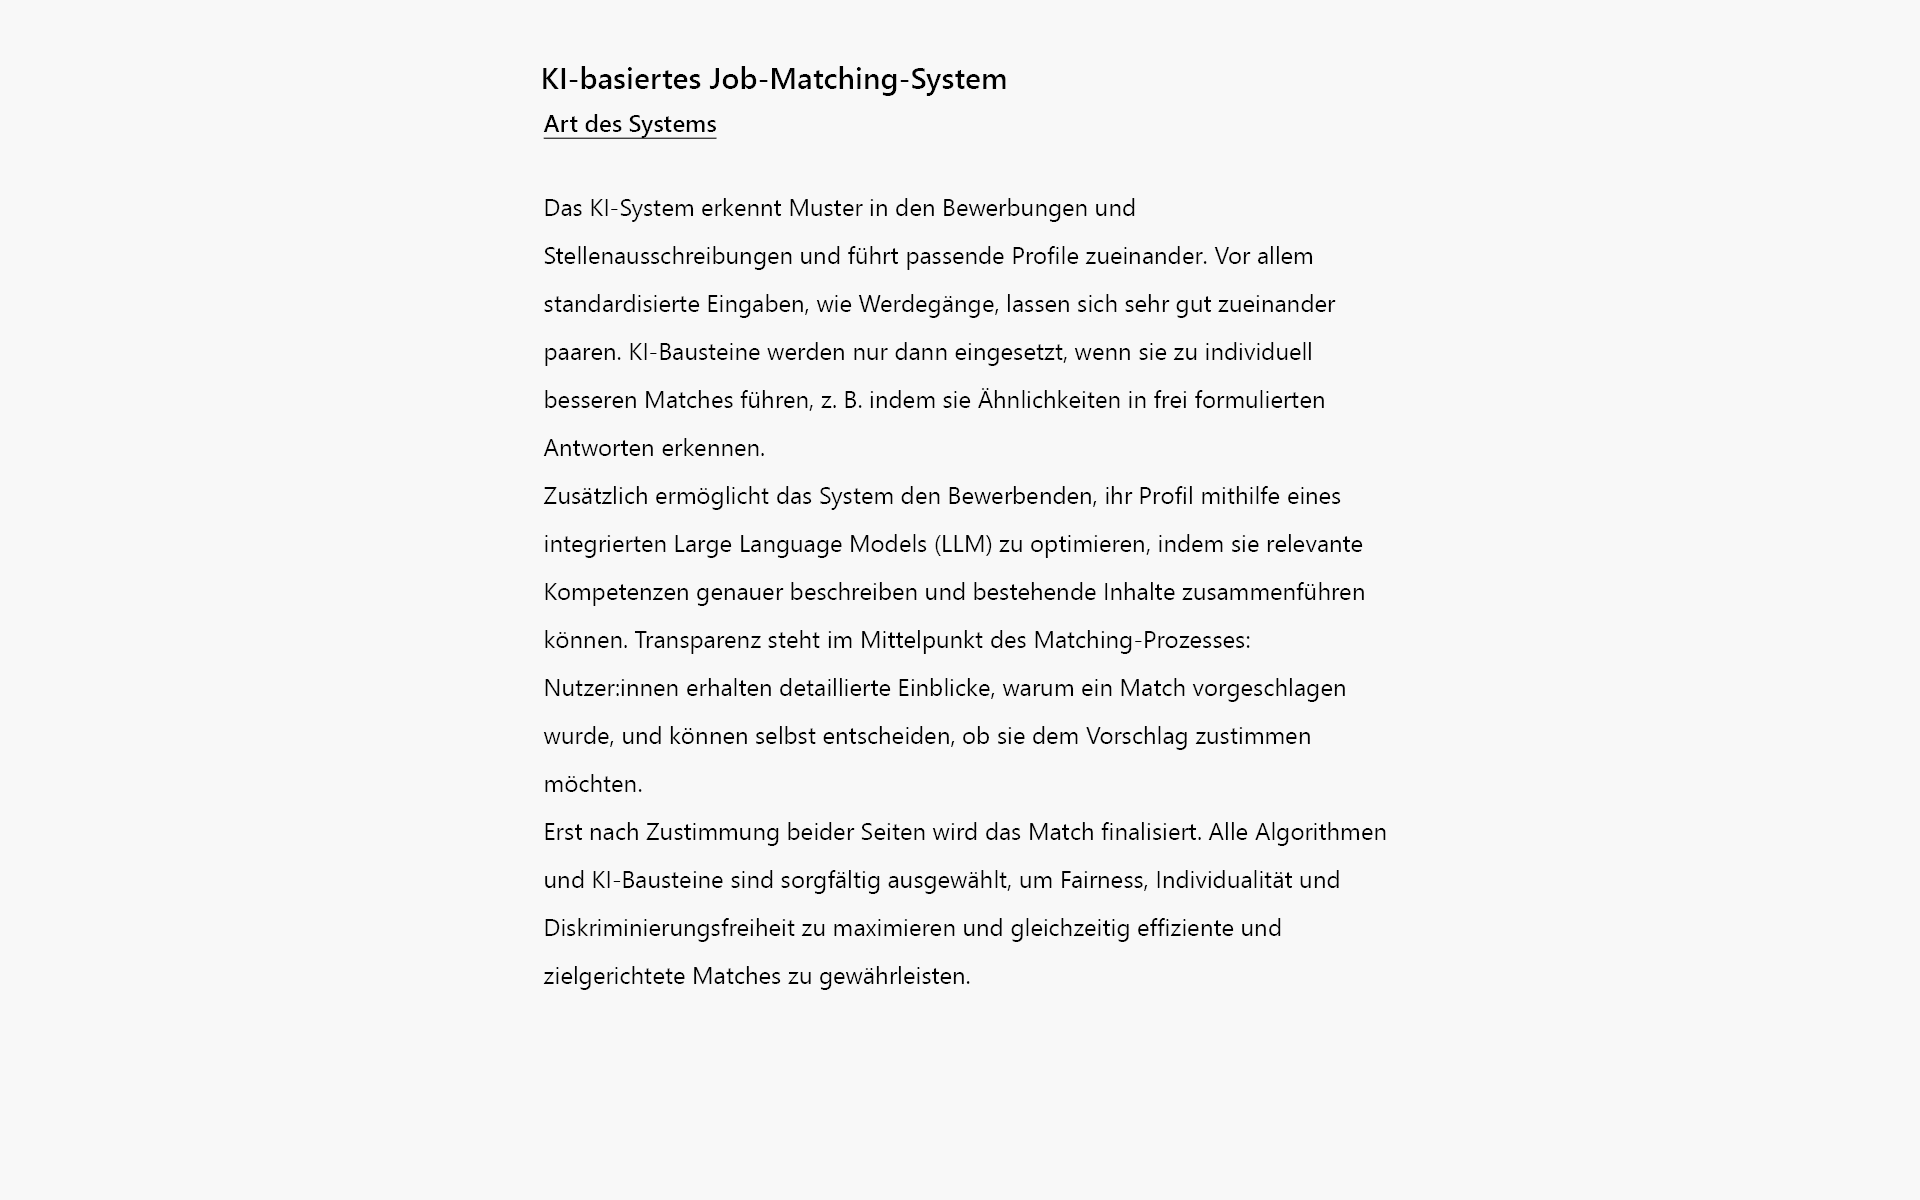 KI-basiertes Job-Matching-System
Art des Systems
Das KI-System erkennt Muster in den Bewerbungen und
Stellenausschreibungen und führt passende Profile zueinander. Vor allem
standardisierte Eingaben, wie Werdegänge, lassen sich sehr gut zueinander
paaren. KI-Bausteine werden nur dann eingesetzt, wenn sie zu individuell
besseren Matches führen, z. B. indem sie Ähnlichkeiten in frei formulierten
Antworten erkennen.
Zusätzlich ermöglicht das System den Bewerbenden, ihr Profil mithilfe eines
integrierten Large Language Models (LLM) zu optimieren, indem sie relevante
Kompetenzen genauer beschreiben und bestehende Inhalte zusammenführen
können. Transparenz steht im Mittelpunkt des Matching-Prozesses:
Nutzer:innen erhalten detaillierte Einblicke, warum ein Match vorgeschlagen
wurde, und können selbst entscheiden, ob sie dem Vorschlag zustimmen
möchten.
Erst nach Zustimmung beider Seiten wird das Match finalisiert. Alle Algorithmen
und KI-Bausteine sind sorgfältig ausgewählt, um Fairness, Individualität und
Diskriminierungsfreiheit zu maximieren und gleichzeitig effiziente und
zielgerichtete Matches zu gewährleisten.